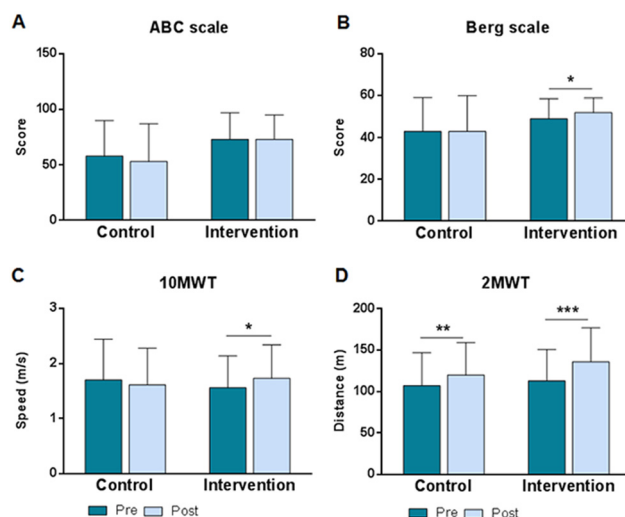 A
ABC scale
150
100
50
0
Score
Control
Intervention
B
Berg scale
80
60
40
20
0
Score
*
Control
Intervention
C
10MWT
3
2
1
0
Speed (m/s)
*
Control
Intervention
Pre
Post
D
2MWT
200
150
100
50
0
Distance (m)
**
***
Control
Intervention
Pre
Post